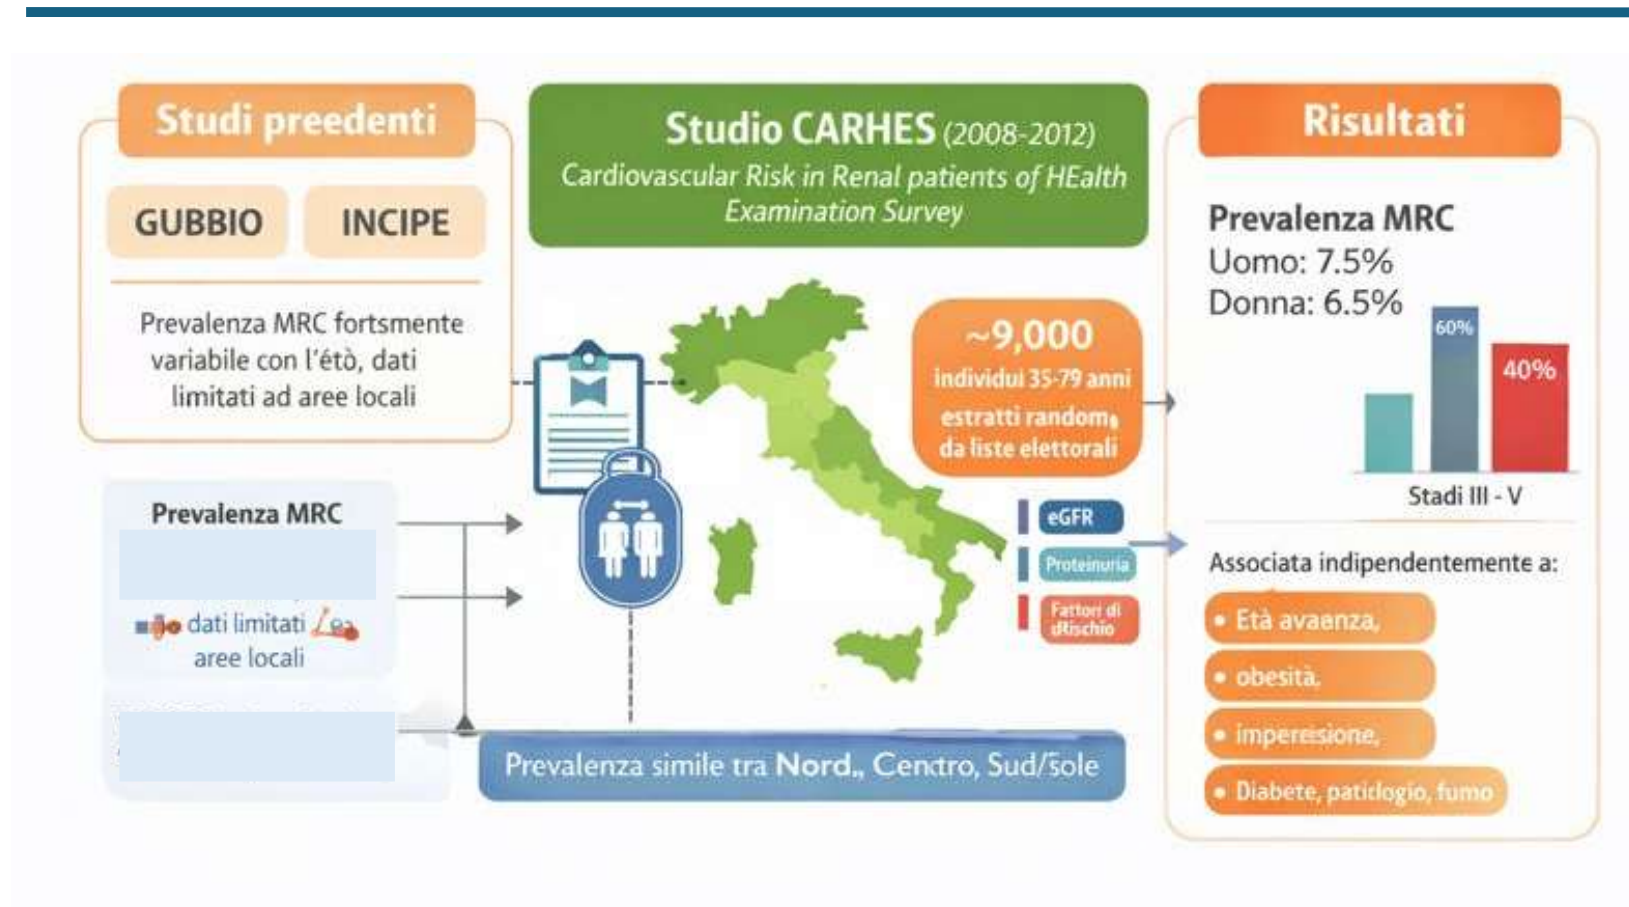 Studi preedenti
GUBBIO
INCIPE
Prevalenza MRC fortsmente
variabile con l'étò, dati
limitati ad aree locali
Prevalenza MRC
dati limitati
aree locali
Studio CARHES (2008-2012)
Cardiovascular Risk in Renal patients of HEalth
Examination Survey
~9,000
individui 35-79 anni
estratti random,
da liste elettorali
eGFR
Proteinuria
Fattori di
dRischio
Prevalenza simile tra Nord., Cendro, Sud/sole
Risultati
Prevalenza MRC
Uomo: 7.5%
Donna: 6.5%
60%
40%
Stadi III - V
Associata indipendentemente a:
• Età avaenza,
• obesità,
• impereisione,
• Diabete, paticlogio, fumo